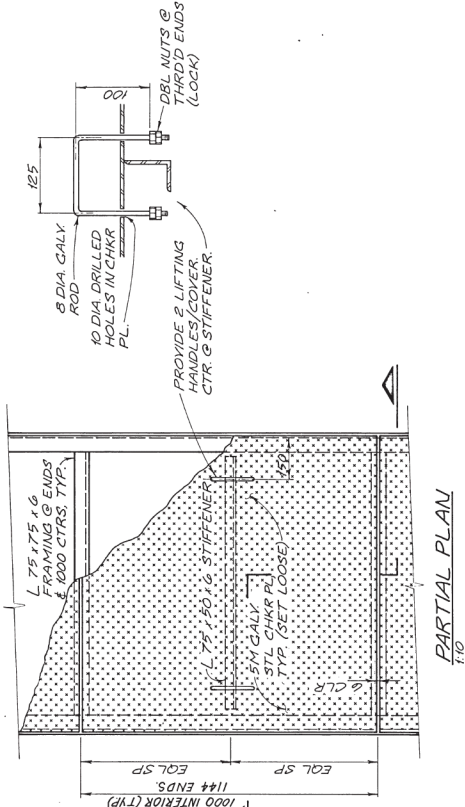 8 DIA. GALV.
ROD
10 DIA. DRILLED
HOLES IN CHKR
PL.
125
100
DBL NUTS @
THRD'D ENDS
(LOCK)
PROVIDE 2 LIFTING
HANDLES/COVER.
CTR. @ STIFFENER.
L 75 x 75 x 6
FRAMING @ ENDS
& 1000 CTRS, TYP.
L 75 x 50 x 6 STIFFENER
150
5M GALV.
STL CHKR PL,
TYP. (SET LOOSE)
6 CLR
EQL SP
EQL SP
1000 INTERIOR (TYP)
1144 ENDS.
PARTIAL PLAN
1:10